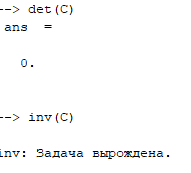 --> det(C)
ans  =
0.
--> inv(C)
inv: Задача вырождена.